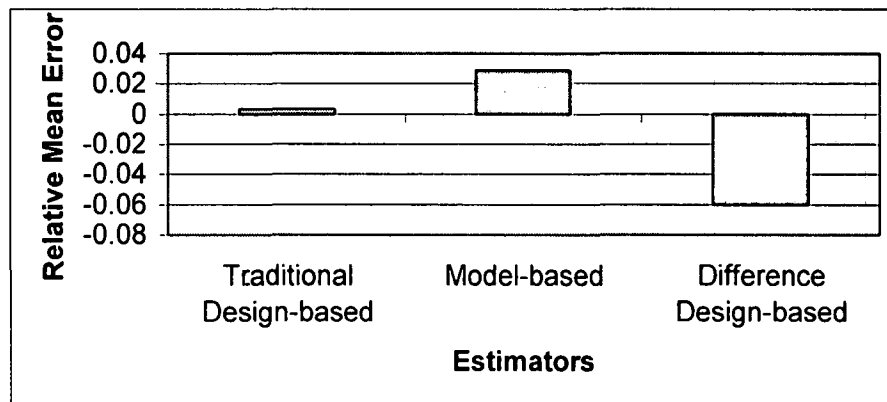 0.04
0.02
0
-0.02
-0.04
-0.06
-0.08
Relative Mean Error
Traditional Model-based Difference
Design-based Design-based
Estimators